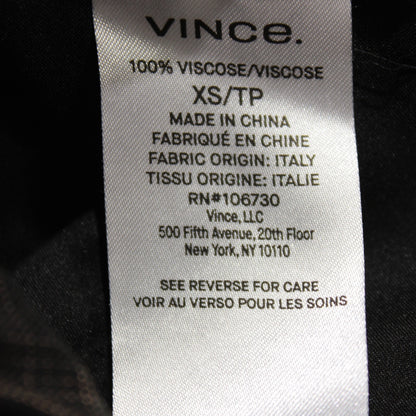 VINCE.
100% VISCOSE/VISCOSE
XS/TP
MADE IN CHINA
FABRIQUÉ EN CHINE
FABRIC ORIGIN: ITALY
TISSU ORIGINE: ITALIE
RN#106730
Vince, LLC
500 Fifth Avenue, 20th Floor
New York, NY 10110
SEE REVERSE FOR CARE
VOIR AU VERSO POUR LES SOINS